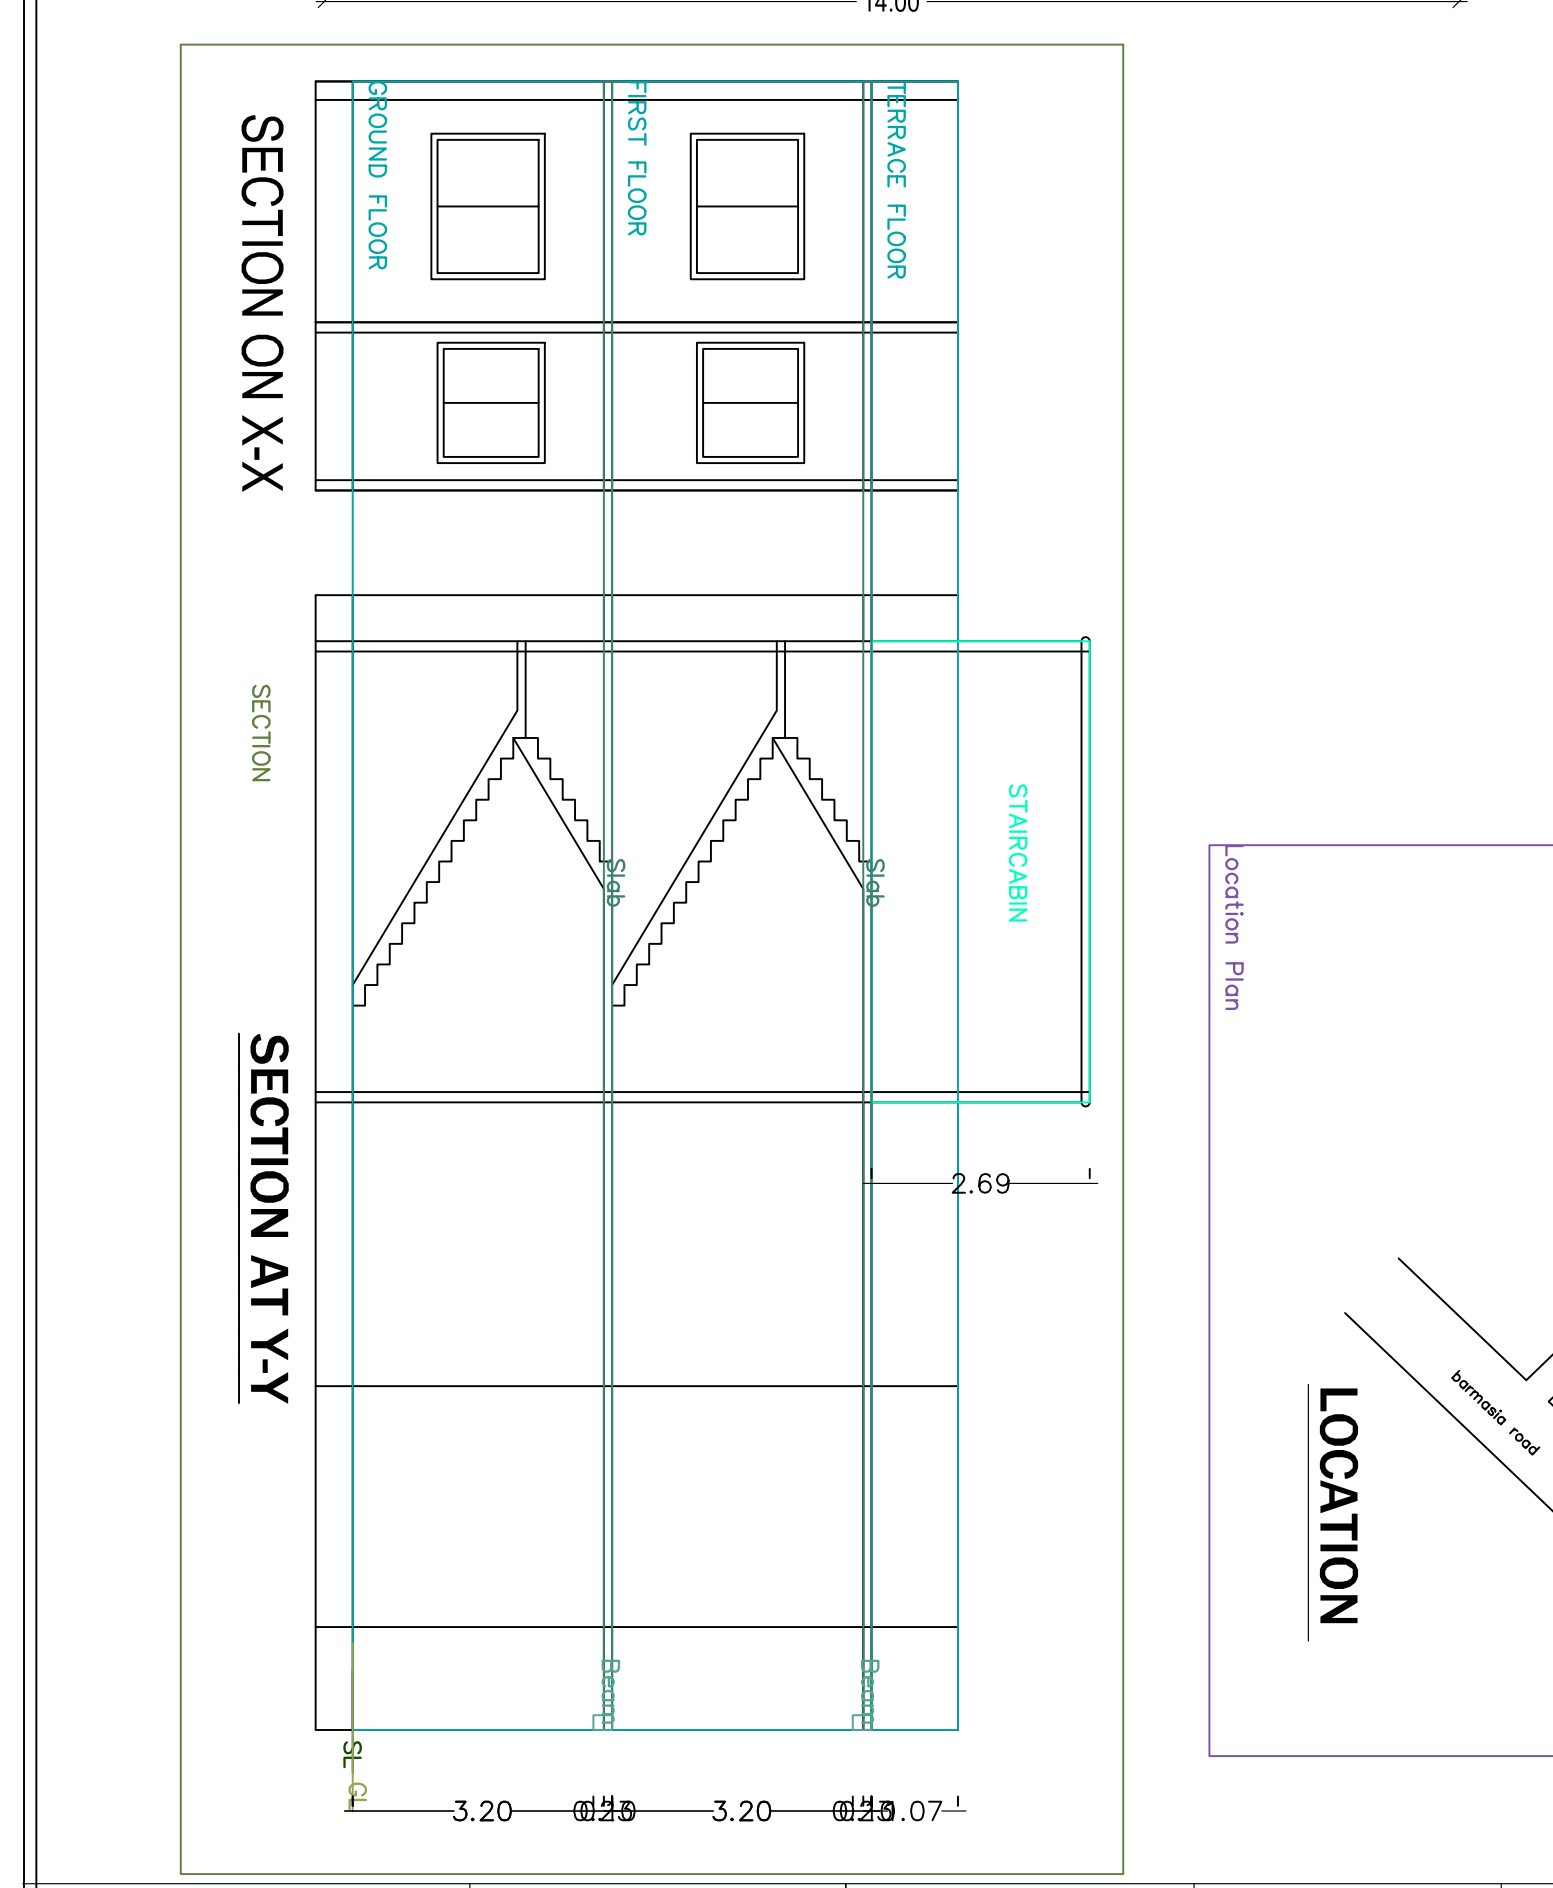 14.00
GROUND FLOOR
FIRST FLOOR
TERRACE FLOOR
SECTION ON X-X
SECTION
STAIRCABIN
Slab
Slab
Location Plan
SECTION AT Y-Y
2.69
barmasia road
LOCATION
Beam
Beam
SL
GL
3.20
3.20